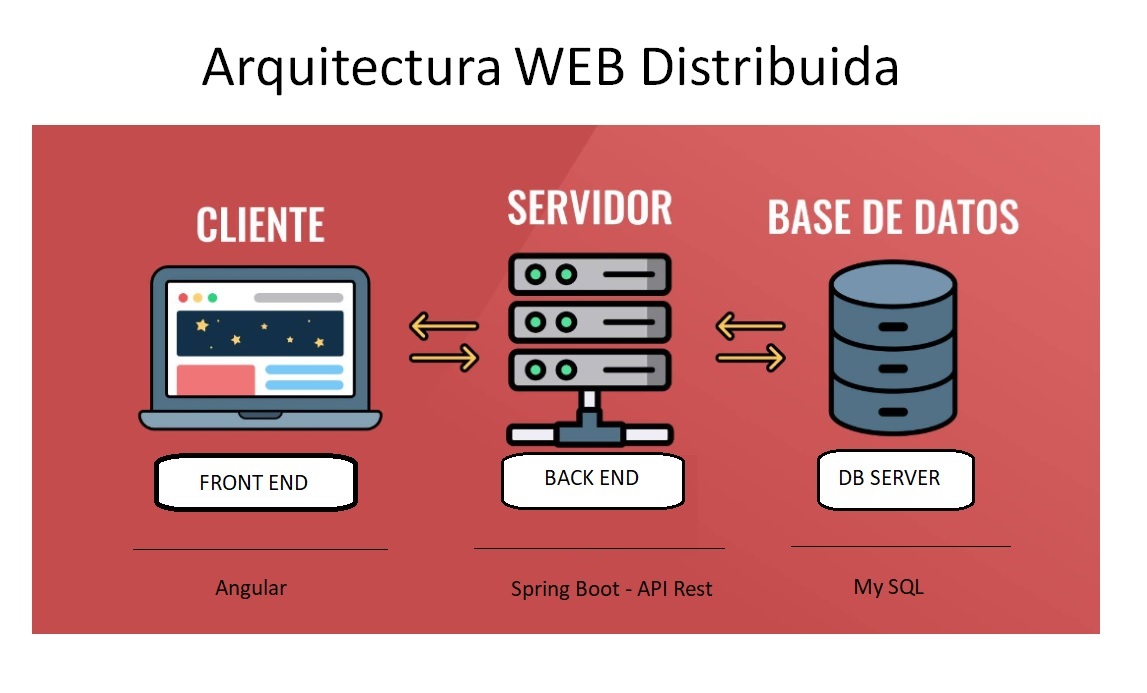 Arquitectura WEB Distribuida
CLIENTE
SERVIDOR
BASE DE DATOS
FRONT END
BACK END
DB SERVER
Angular
Spring Boot - API Rest
My SQL